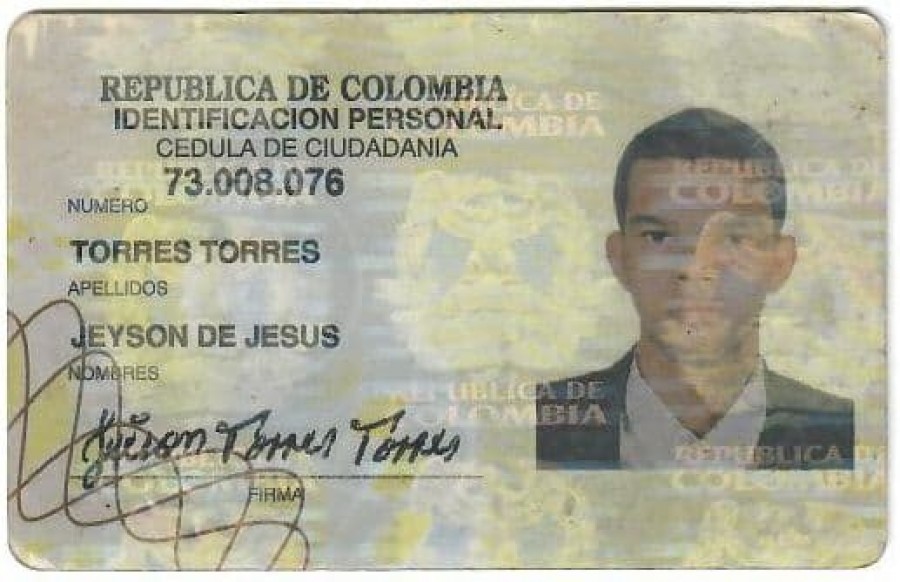 REPUBLICA DE COLOMBIA
IDENTIFICACION PERSONAL
CEDULA DE CIUDADANIA
73.008.076
NUMERO
TORRES TORRES
APELLIDOS
JEYSON DE JESUS
NOMBRES
Jeison Torres Torres
FIRMA
REPUBLICA DE
COLOMBIA
REPUBLICA DE
COLOMBIA
REPUBLICA DE
COLOMBIA
REPUBLICA DE
COLOMBIA